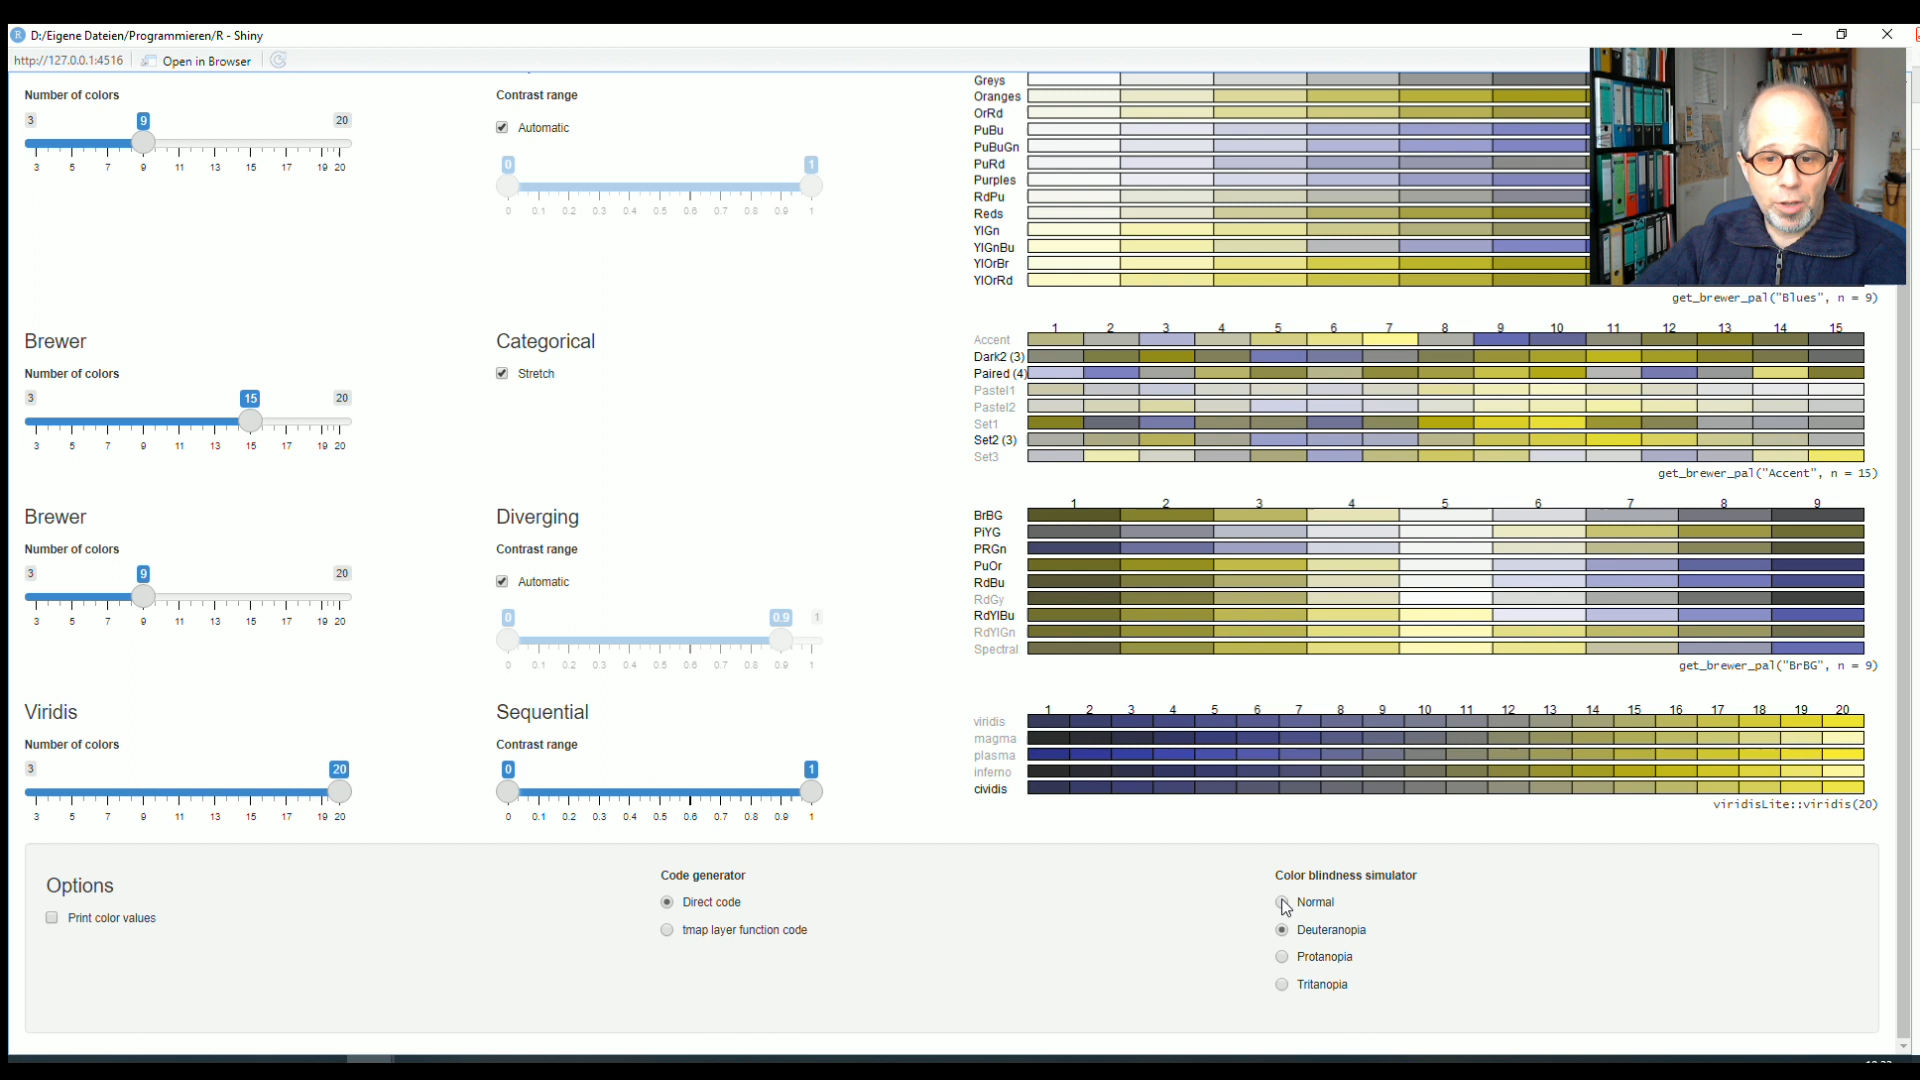 D:/Eigene Dateien/Programmieren/R - Shiny
http://127.0.0.1:4516 Open in Browser
Number of colors
3 9 20
3 5 7 9 11 13 15 17 19 20
Contrast range
Automatic
0 1
0 0.1 0.2 0.3 0.4 0.5 0.6 0.7 0.8 0.9 1
Greys
Oranges
OrRd
PuBu
PuBuGn
PuRd
Purples
RdPu
Reds
YlGn
YlGnBu
YlOrBr
YlOrRd
get_brewer_pal("Blues", n = 9)
Brewer
Number of colors
3 15 20
3 5 7 9 11 13 15 17 19 20
Categorical
Stretch
1 2 3 4 5 6 7 8 9 10 11 12 13 14 15
Accent
Dark2 (3)
Paired (4)
Pastel1
Pastel2
Set1
Set2 (3)
Set3
get_brewer_pal("Accent", n = 15)
Brewer
Number of colors
3 9 20
3 5 7 9 11 13 15 17 19 20
Diverging
Contrast range
Automatic
0 0.9 1
0 0.1 0.2 0.3 0.4 0.5 0.6 0.7 0.8 0.9 1
1 2 3 4 5 6 7 8 9
BrBG
PiYG
PRGn
PuOr
RdBu
RdGy
RdYlBu
RdYlGn
Spectral
get_brewer_pal("BrBG", n = 9)
Viridis
Number of colors
3 20
3 5 7 9 11 13 15 17 19 20
Sequential
Contrast range
0 1
0 0.1 0.2 0.3 0.4 0.5 0.6 0.7 0.8 0.9 1
1 2 3 4 5 6 7 8 9 10 11 12 13 14 15 16 17 18 19 20
viridis
magma
plasma
inferno
cividis
viridisLite::viridis(20)
Options
Print color values
Code generator
Direct code
tmap layer function code
Color blindness simulator
Normal
Deuteranopia
Protanopia
Tritanopia